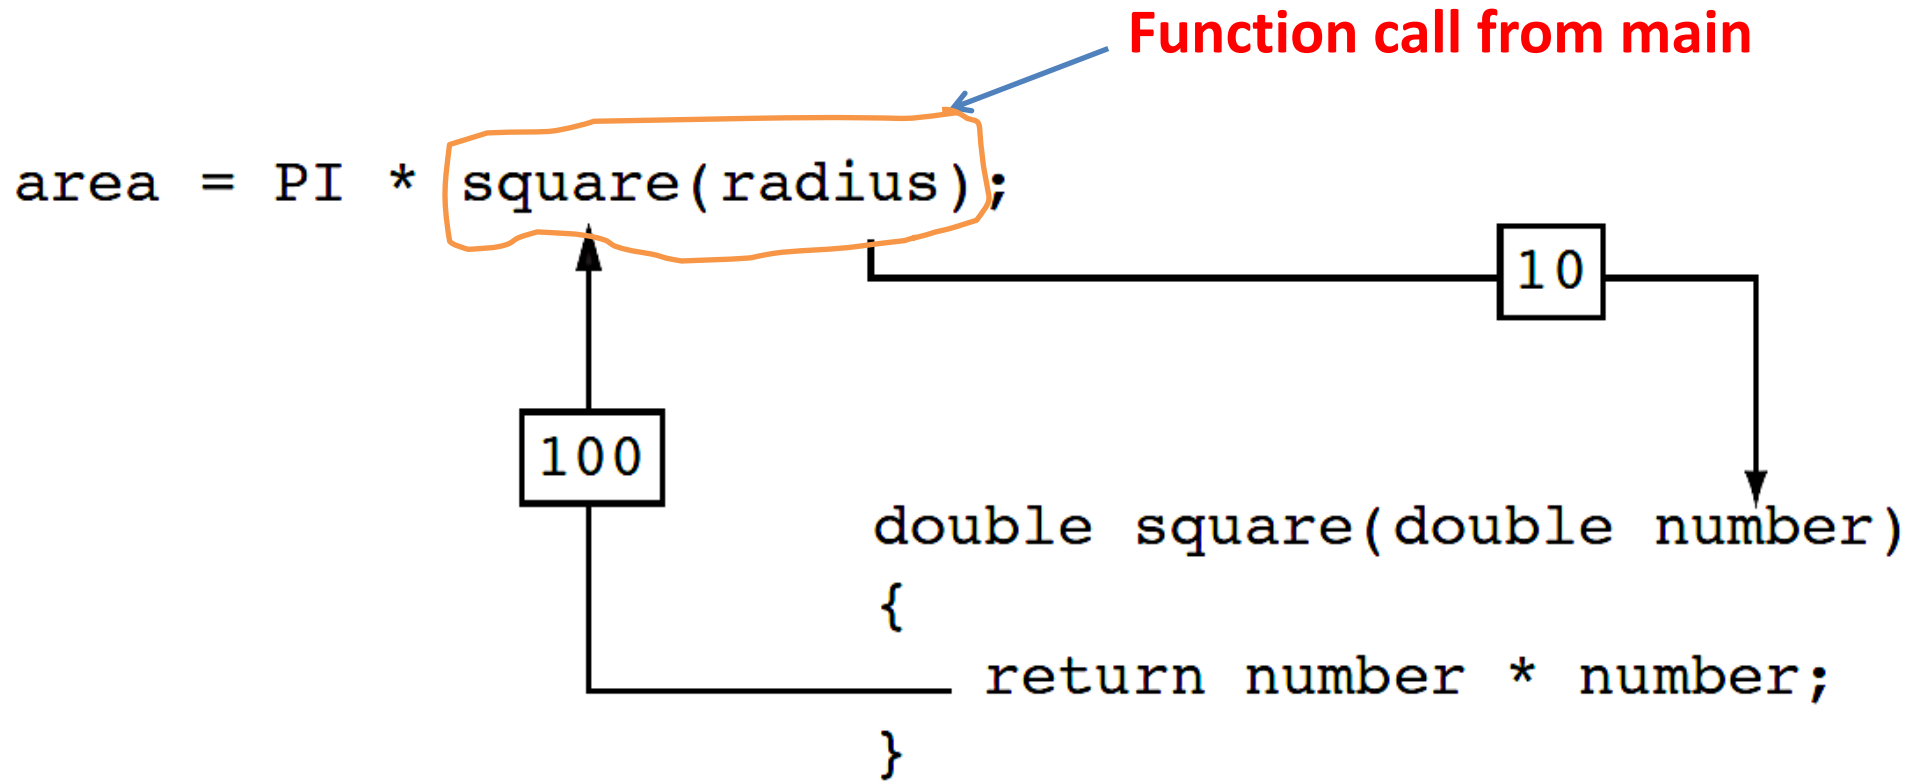 Function call from main
area = PI * square(radius);
10
100
double square(double number)
{
return number * number;
}